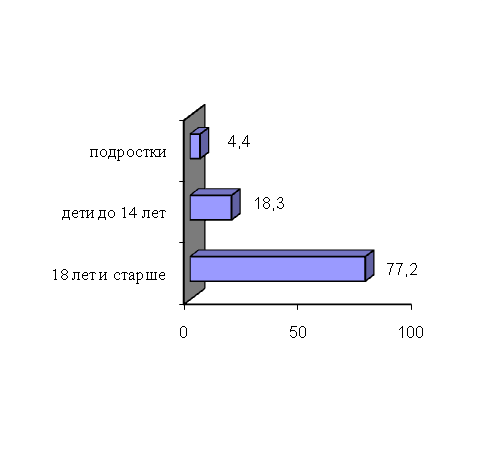 подростки 4,4
дети до 14 лет 18,3
18 лет и старше 77,2
0 50 100